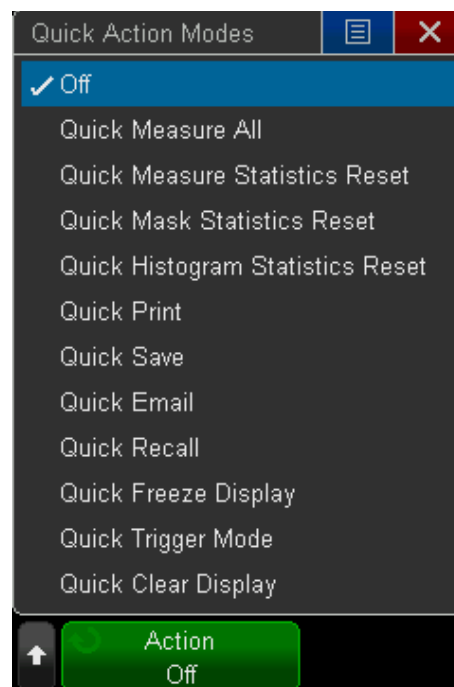 Quick Action Modes
Off
Quick Measure All
Quick Measure Statistics Reset
Quick Mask Statistics Reset
Quick Histogram Statistics Reset
Quick Print
Quick Save
Quick Email
Quick Recall
Quick Freeze Display
Quick Trigger Mode
Quick Clear Display
Action
Off